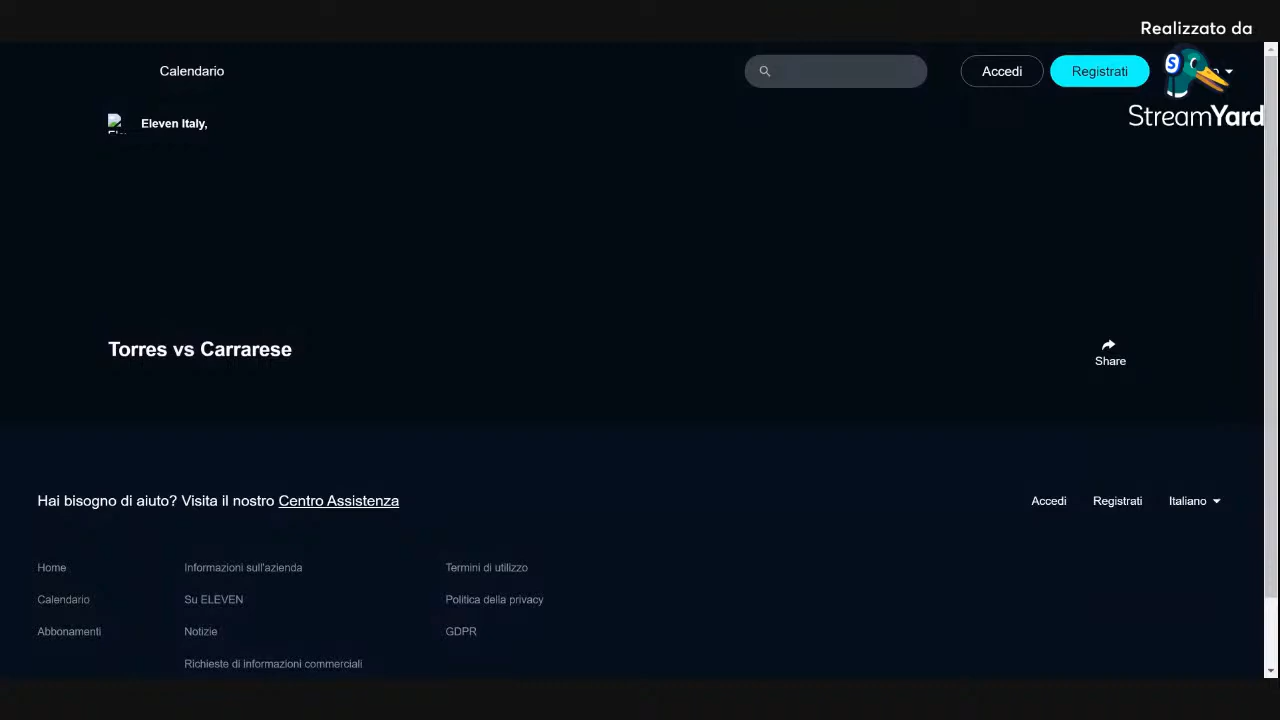 Realizzato da
Calendario
Accedi
Registrati
StreamYard
Eleven Italy,
Torres vs Carrarese
Share
Hai bisogno di aiuto? Visita il nostro Centro Assistenza
Accedi
Registrati
Italiano
Home
Informazioni sull'azienda
Termini di utilizzo
Calendario
Su ELEVEN
Politica della privacy
Abbonamenti
Notizie
GDPR
Richieste di informazioni commerciali